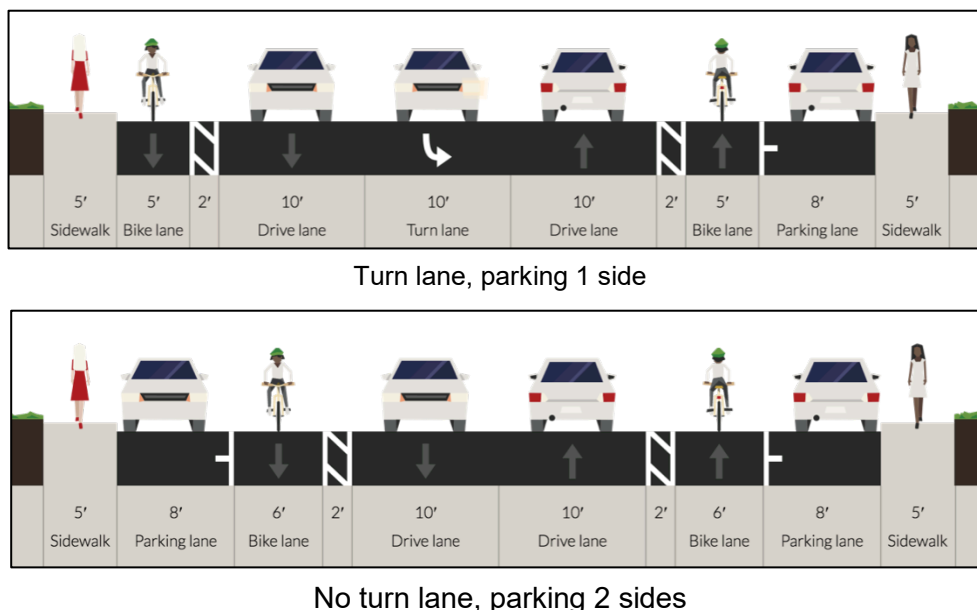 5′ 5′ 2′ 10′ 10′ 10′ 2′ 5′ 8′ 5′
Sidewalk Bike lane Drive lane Turn lane Drive lane Bike lane Parking lane Sidewalk
Turn lane, parking 1 side
5′ 8′ 6′ 2′ 10′ 10′ 2′ 6′ 8′ 5′
Sidewalk Parking lane Bike lane Drive lane Drive lane Bike lane Parking lane Sidewalk
No turn lane, parking 2 sides